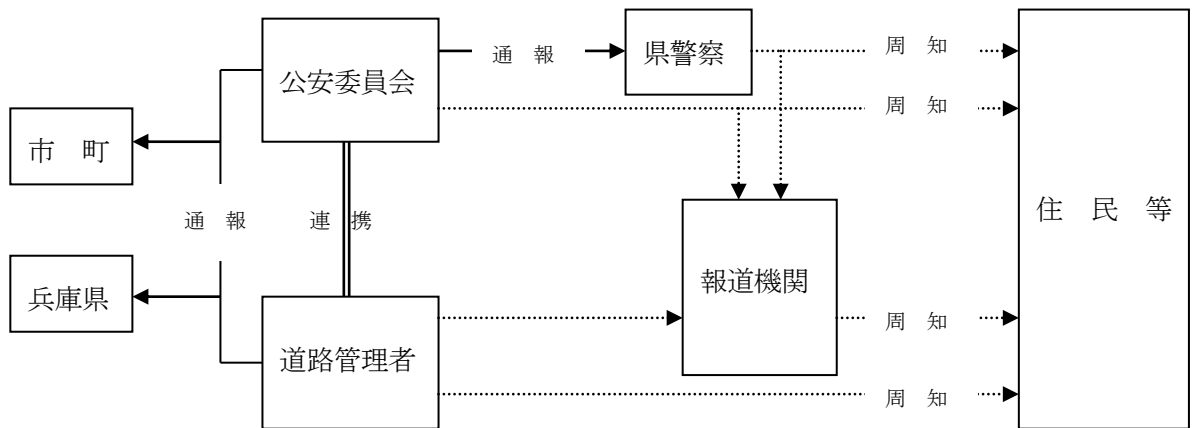 通 報
県警察
周 知
公安委員会
周 知
市 町
通 報
連 携
住 民 等
兵庫県
報道機関
周 知
道路管理者
周 知